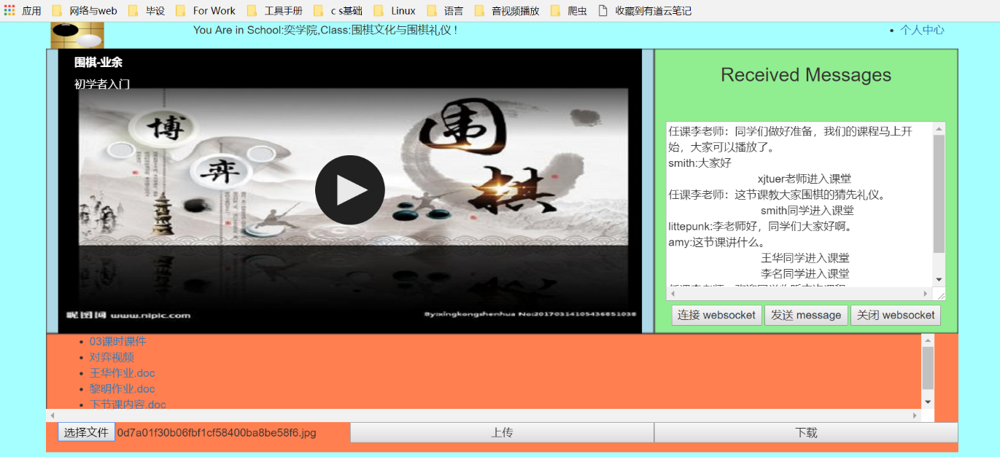 应用 网络与web 毕设 For Work 工具手册 c s基础 Linux 语言 音视频播放 爬虫 收藏到有道云笔记
You Are in School:奕学院,Class:围棋文化与围棋礼仪 !
个人中心
围棋-业余
初学者入门
博
弈
围
棋
昵图网 www.nipic.com
By:xingkongshenhua No:20170314105436851038
Received Messages
任课李老师：同学们做好准备，我们的课程马上开
始，大家可以播放了。
smith:大家好
xjtuer老师进入课堂
任课李老师：这节课教大家围棋的猜先礼仪。
smith同学进入课堂
littepunk:李老师好，同学们大家好啊。
amy:这节课讲什么。
王华同学进入课堂
李名同学进入课堂
连接 websocket 发送 message 关闭 websocket
03课时课件
对弈视频
王华作业.doc
黎明作业.doc
下节课内容.doc
选择文件 0d7a01f30b06fbf1cf58400ba8be58f6.jpg 上传 下载